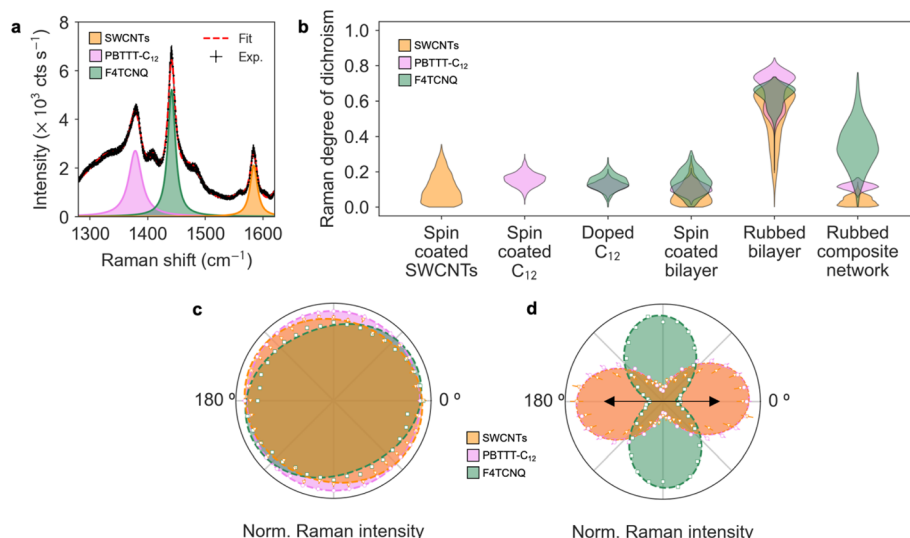 a
8
6
4
2
0
Intensity (× 10³ cts s⁻¹)
SWCNTs
PBTTT-C₁₂
F4TCNQ
Fit
Exp.
1300 1400 1500 1600
Raman shift (cm⁻¹)
b
Raman degree of dichroism
1.0
0.8
0.6
0.4
0.2
0.0
SWCNTs
PBTTT-C₁₂
F4TCNQ
Spin
coated
SWCNTs
Spin
coated
C₁₂
Doped
C₁₂
Spin
coated
bilayer
Rubbed
bilayer
Rubbed
composite
network
c
180 º
0 º
Norm. Raman intensity
SWCNTs
PBTTT-C₁₂
F4TCNQ
d
180 º
0 º
Norm. Raman intensity